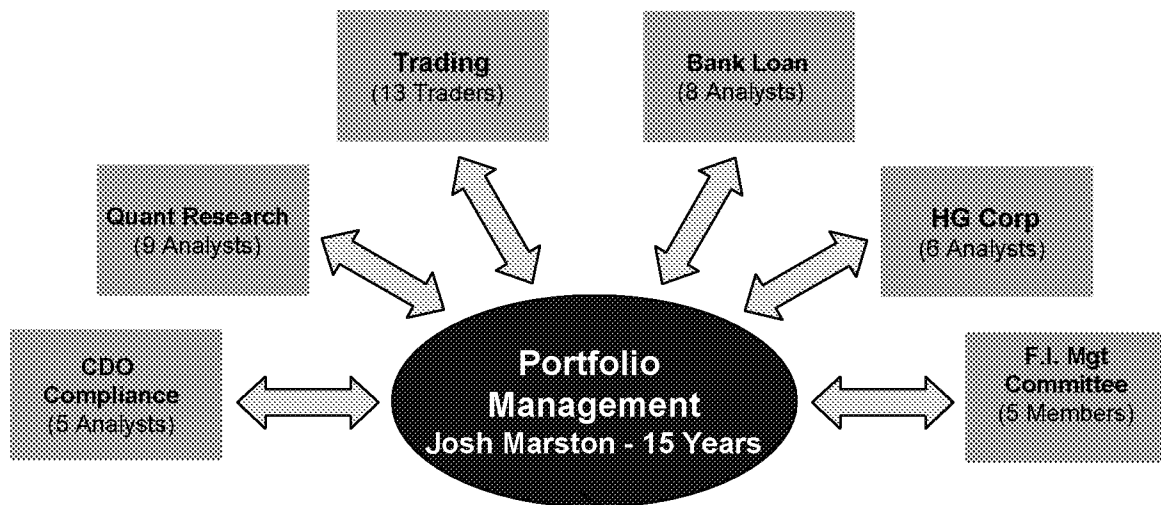 Trading
(13 Traders)
Bank Loan
(8 Analysts)
Quant Research
(9 Analysts)
HG Corp
(6 Analysts)
CDO
Compliance
(5 Analysts)
F.I. Mgt
Committee
(5 Members)
Portfolio
Management
Josh Marston - 15 Years